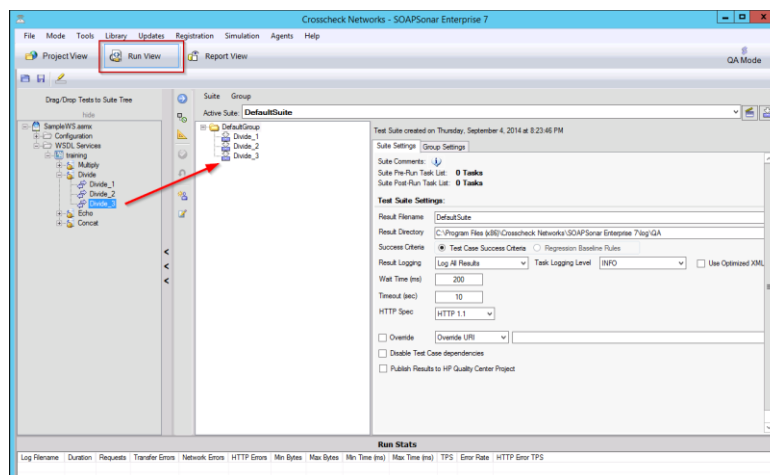 Crosscheck Networks - SOAPSonar Enterprise 7
File Mode Tools Library Updates Registration Simulation Agents Help
Project View Run View Report View QA Mode
Drag/Drop Tests to Suite Tree
hide
SampleWS.asmx
Configuration
WSDL Services
training
Multiply
Divide
Divide_1
Divide_2
Divide_3
Echo
Concat
Suite Group
Active Suite: DefaultSuite
DefaultGroup
Divide_1
Divide_2
Divide_3
Test Suite created on Thursday, September 4, 2014 at 8:23:46 PM
Suite Settings Group Settings
Suite Comments:
Suite Pre-Run Task List: 0 Tasks
Suite Post-Run Task List: 0 Tasks
Test Suite Settings:
Result Filename DefaultSuite
Result Directory C:\Program Files (x86)\Crosscheck Networks\SOAPSonar Enterprise 7\log\QA
Success Criteria Test Case Success Criteria Regression Baseline Rules
Result Logging Log All Results Task Logging Level INFO Use Optimized XML
Wait Time (ms) 200
Timeout (sec) 10
HTTP Spec HTTP 1.1
Override Override URI
Disable Test Case dependencies
Publish Results to HP Quality Center Project
Run Stats
Log Filename Duration Requests Transfer Errors Network Errors HTTP Errors Min Bytes Max Bytes Min Time (ms) Max Time (ms) TPS Error Rate HTTP Error TPS